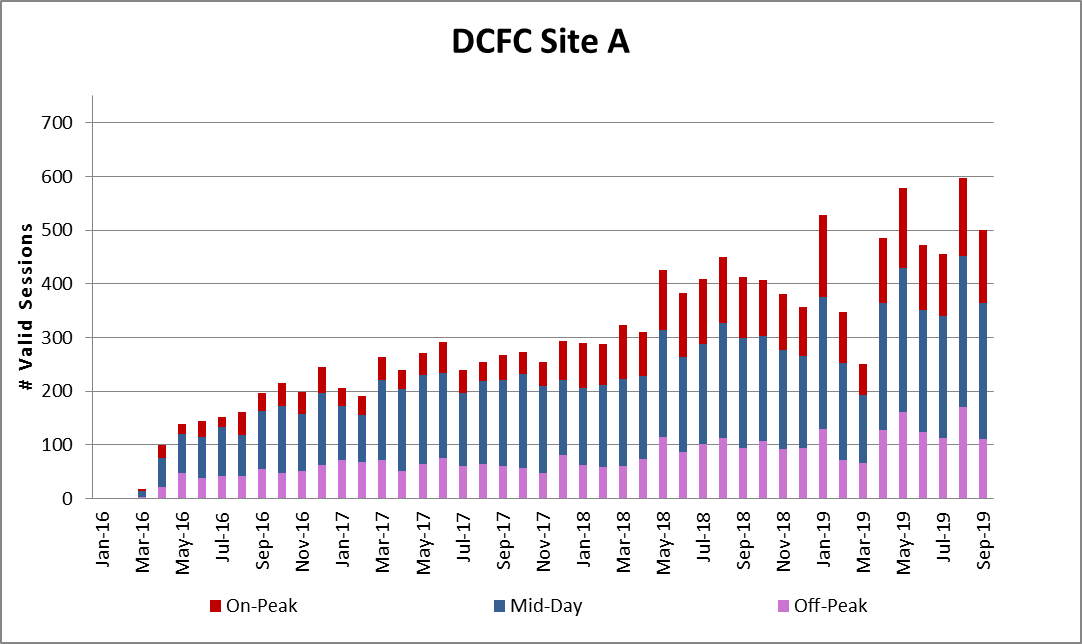 DCFC Site A
# Valid Sessions
700
600
500
400
300
200
100
0
Jan-16
Mar-16
May-16
Jul-16
Sep-16
Nov-16
Jan-17
Mar-17
May-17
Jul-17
Sep-17
Nov-17
Jan-18
Mar-18
May-18
Jul-18
Sep-18
Nov-18
Jan-19
Mar-19
May-19
Jul-19
Sep-19
On-Peak
Mid-Day
Off-Peak